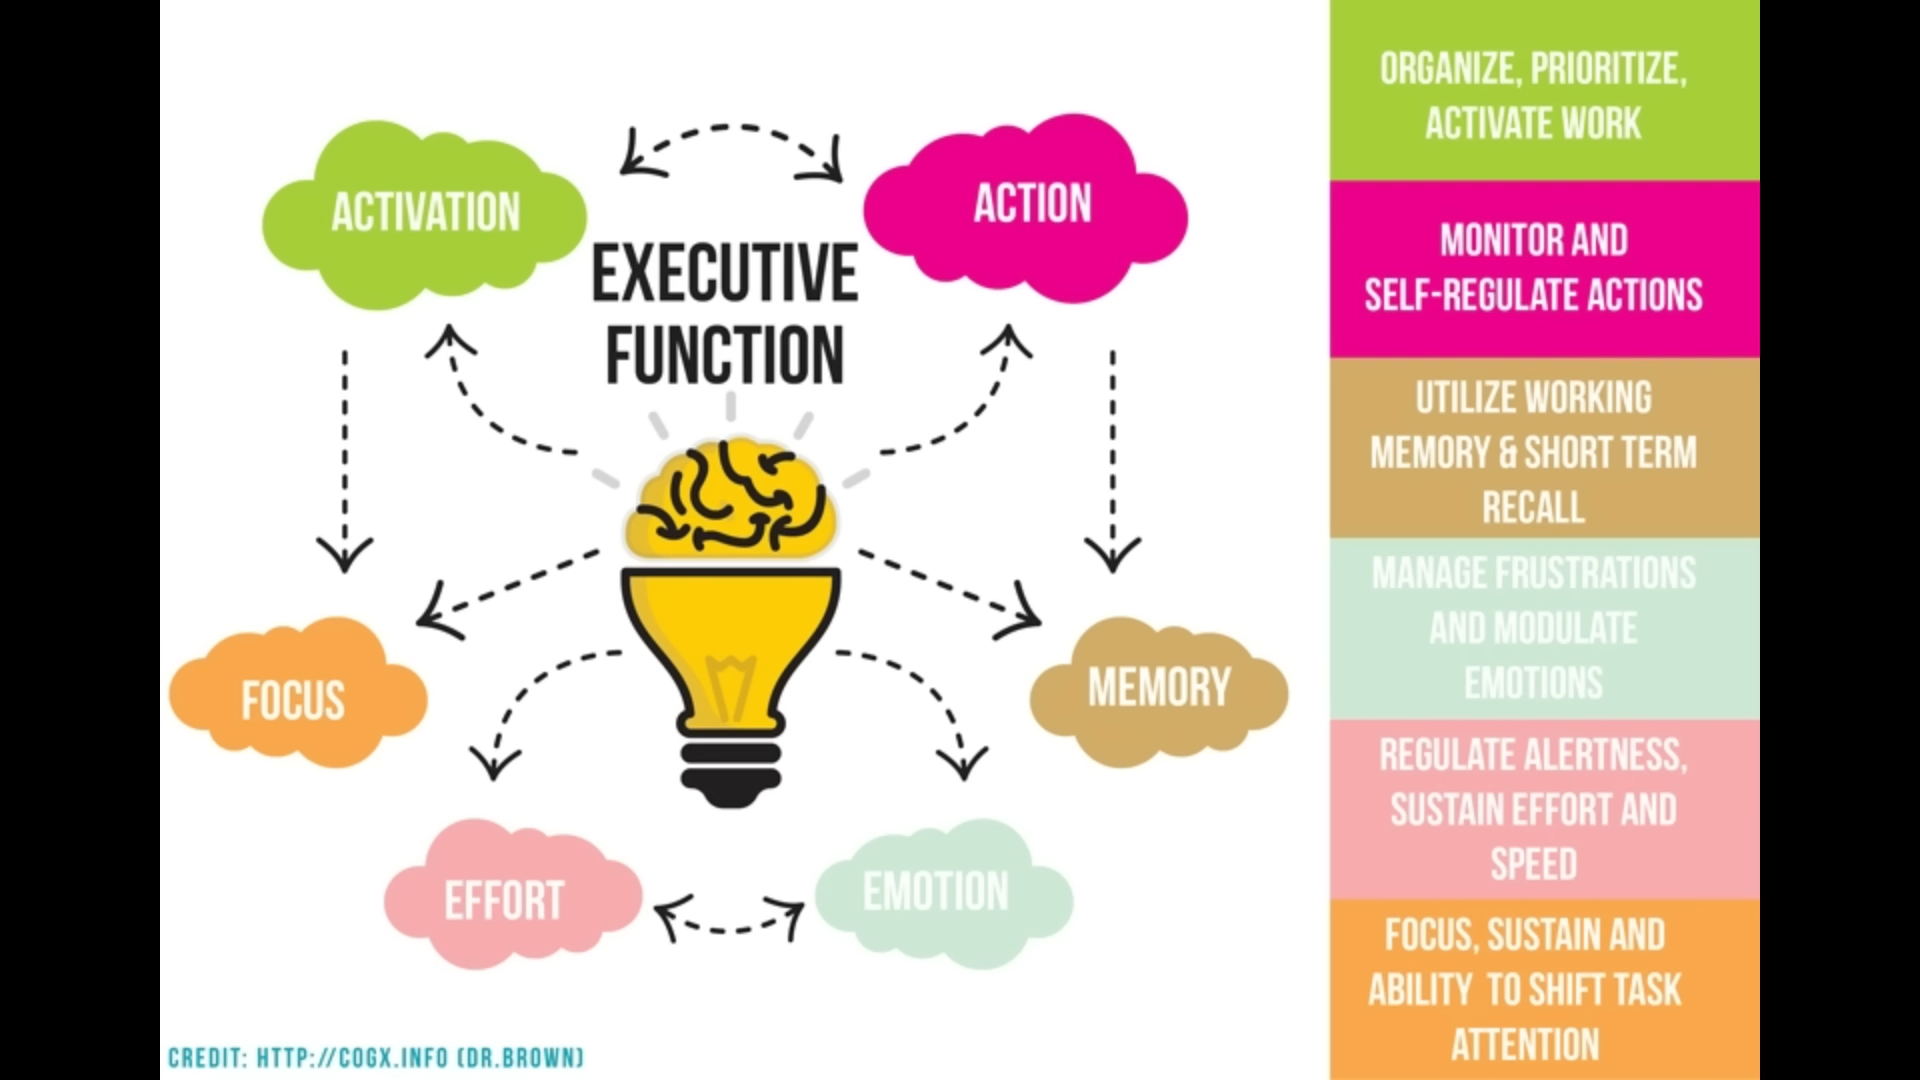 ACTIVATION
ACTION
EXECUTIVE
FUNCTION
FOCUS
MEMORY
EFFORT
EMOTION
CREDIT: HTTP://COGX.INFO (DR.BROWN)
ORGANIZE, PRIORITIZE,
ACTIVATE WORK
MONITOR AND
SELF-REGULATE ACTIONS
UTILIZE WORKING
MEMORY & SHORT TERM
RECALL
MANAGE FRUSTRATIONS
AND MODULATE
EMOTIONS
REGULATE ALERTNESS,
SUSTAIN EFFORT AND
SPEED
FOCUS, SUSTAIN AND
ABILITY TO SHIFT TASK
ATTENTION